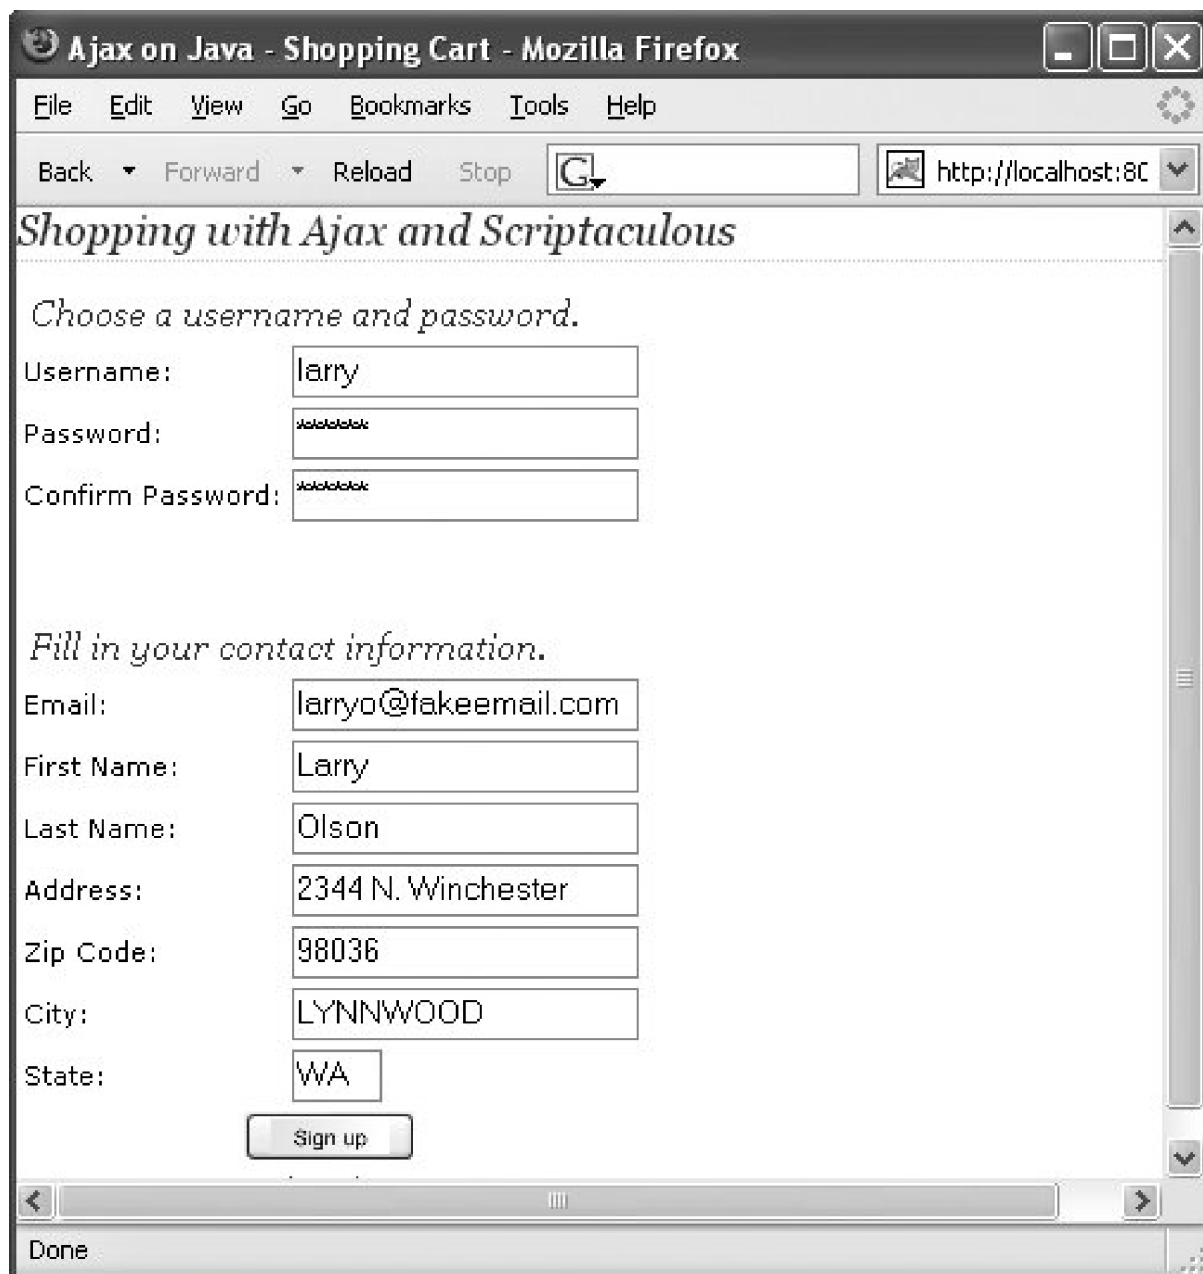 Ajax on Java - Shopping Cart - Mozilla Firefox
File Edit View Go Bookmarks Tools Help
Back Forward Reload Stop G http://localhost:80
Shopping with Ajax and Scriptaculous
Choose a username and password.
Username: larry
Password: *******
Confirm Password: *******
Fill in your contact information.
Email: larryo@fakeemail.com
First Name: Larry
Last Name: Olson
Address: 2344 N. Winchester
Zip Code: 98036
City: LYNNWOOD
State: WA
Sign up
Done